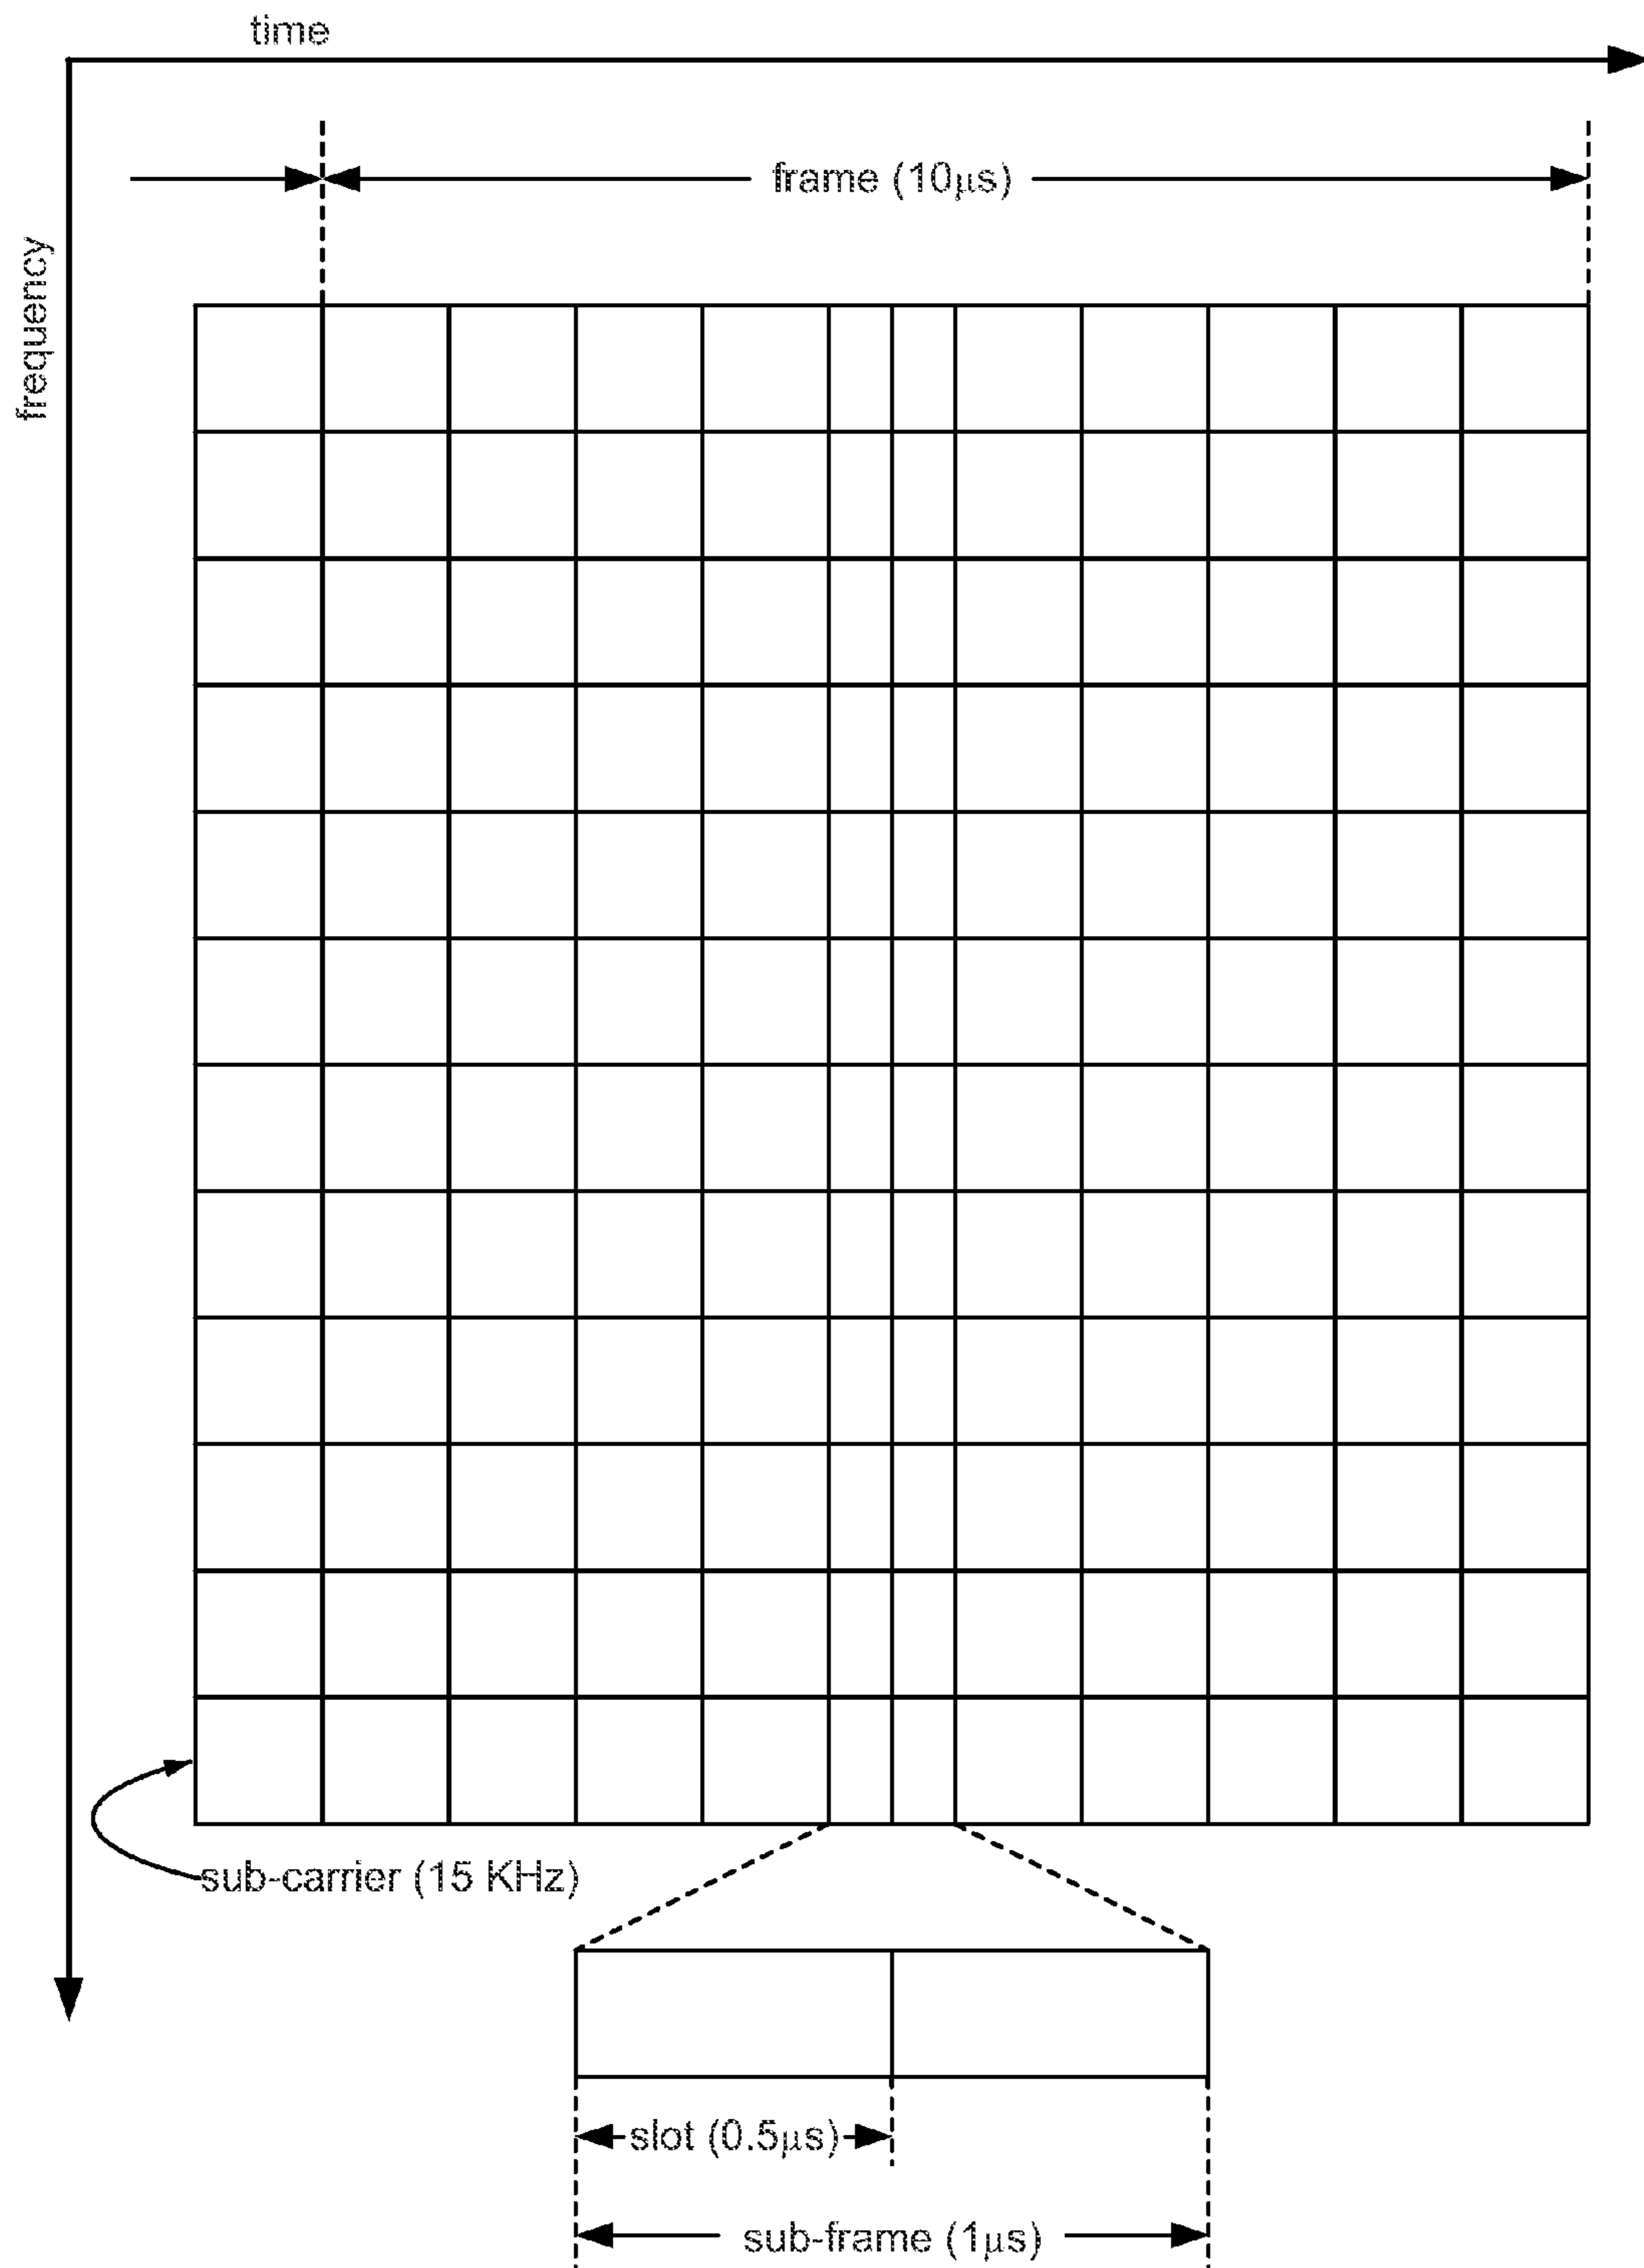 time
frame (10μs)
frequency
sub-carrier (15 KHz)
slot (0.5μs)
sub-frame (1μs)